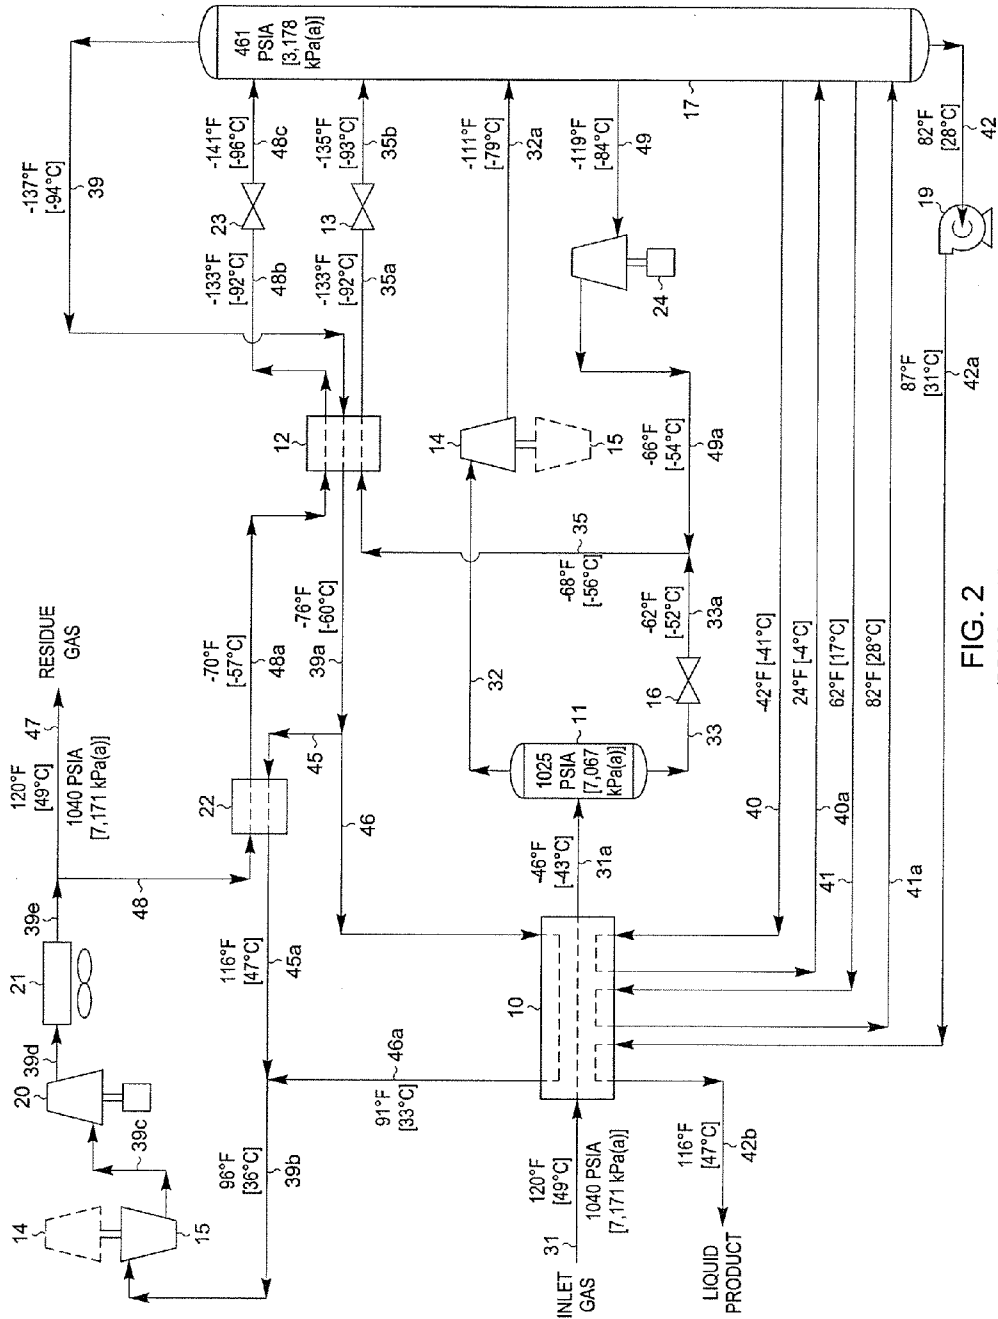 RESIDUE
GAS
120°F
[49°C]
47
1040 PSIA
[7,171 kPa(a)]
39e
48
21
39d
20
39c
14
15
96°F
[36°C]
39b
116°F
[47°C]
45a
22
-70°F
[-57°C]
48a
45
46
-76°F
[-60°C]
39a
12
-137°F
[-94°C]
39
-133°F
[-92°C]
48b
23
-141°F
[-96°C]
48c
-133°F
[-92°C]
35a
13
-135°F
[-93°C]
35b
461
PSIA
[3,178
kPa(a)]
17
-111°F
[-79°C]
32a
14
15
32
-119°F
[-84°C]
49
24
-66°F
[-54°C]
49a
35
-68°F
[-56°C]
-62°F
[-52°C]
33a
16
33
11
1025
PSIA
[7,067
kPa(a)]
-46°F
[-43°C]
31a
10
46a
91°F
[33°C]
INLET
GAS
31
120°F
[49°C]
1040 PSIA
[7,171 kPa(a)]
LIQUID
PRODUCT
116°F
[47°C]
42b
-42°F [-41°C]
40
24°F [-4°C]
40a
62°F [17°C]
41
82°F [28°C]
41a
87°F
[31°C]
42a
19
82°F
[28°C]
42
FIG. 2